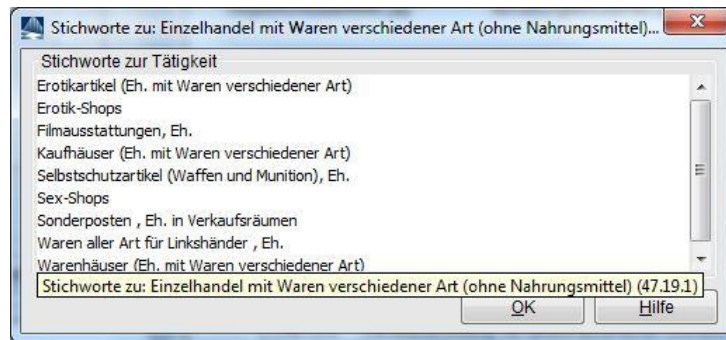 Stichworte zu: Einzelhandel mit Waren verschiedener Art (ohne Nahrungsmittel)...
Stichworte zur Tätigkeit
Erotikartikel (Eh. mit Waren verschiedener Art)
Erotik-Shops
Filmausstattungen, Eh.
Kaufhäuser (Eh. mit Waren verschiedener Art)
Selbstschutzartikel (Waffen und Munition), Eh.
Sex-Shops
Sonderposten , Eh. in Verkaufsräumen
Waren aller Art für Linkshänder , Eh.
Warenhäuser (Eh. mit Waren verschiedener Art)
Stichworte zu: Einzelhandel mit Waren verschiedener Art (ohne Nahrungsmittel) (47.19.1)
OK Hilfe